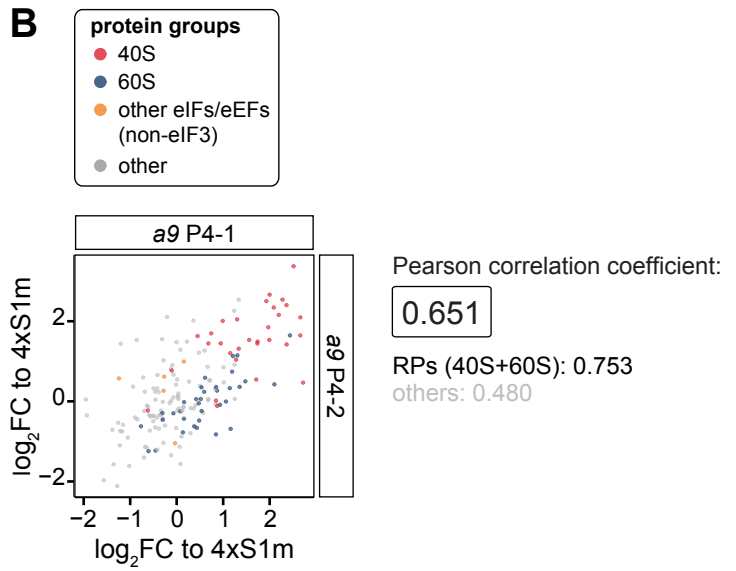 B
protein groups
40S
60S
other eIFs/eEFs
(non-eIF3)
other
a9 P4-1
a9 P4-2
log₂FC to 4xS1m
2
0
−2
−2 −1 0 1 2
log₂FC to 4xS1m
Pearson correlation coefficient:
0.651
RPs (40S+60S): 0.753
others: 0.480